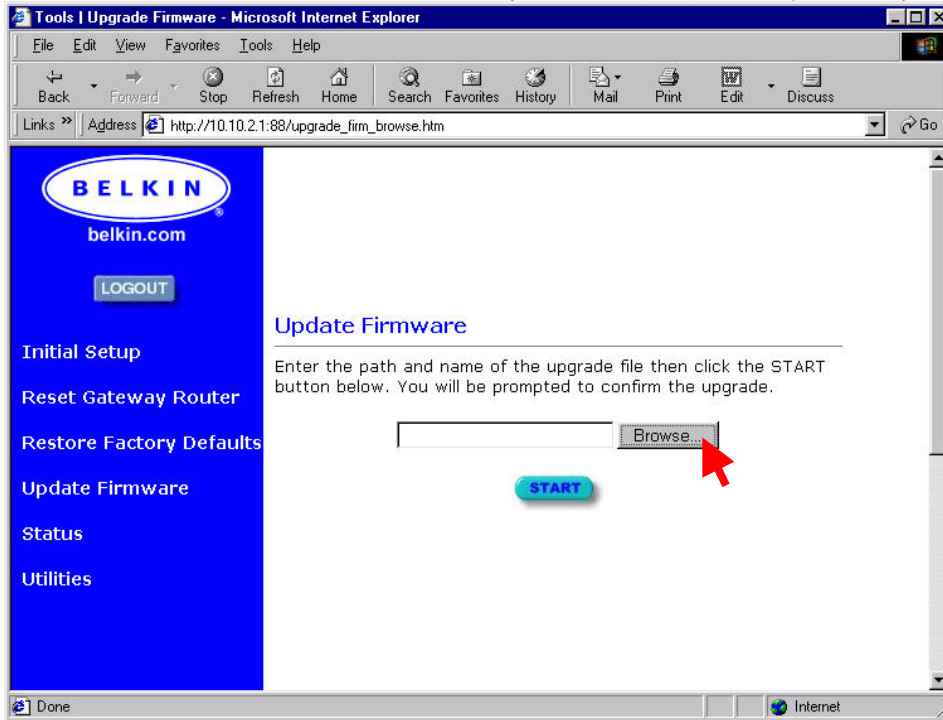 Tools | Upgrade Firmware - Microsoft Internet Explorer
File Edit View Favorites Tools Help
Back Forward Stop Refresh Home Search Favorites History Mail Print Edit Discuss
Links » Address http://10.10.2.1:88/upgrade_firm_browse.htm Go
BELKIN
®
belkin.com
LOGOUT
Initial Setup
Reset Gateway Router
Restore Factory Defaults
Update Firmware
Status
Utilities
Update Firmware
Enter the path and name of the upgrade file then click the START
button below. You will be prompted to confirm the upgrade.
Browse...
START
Done Internet